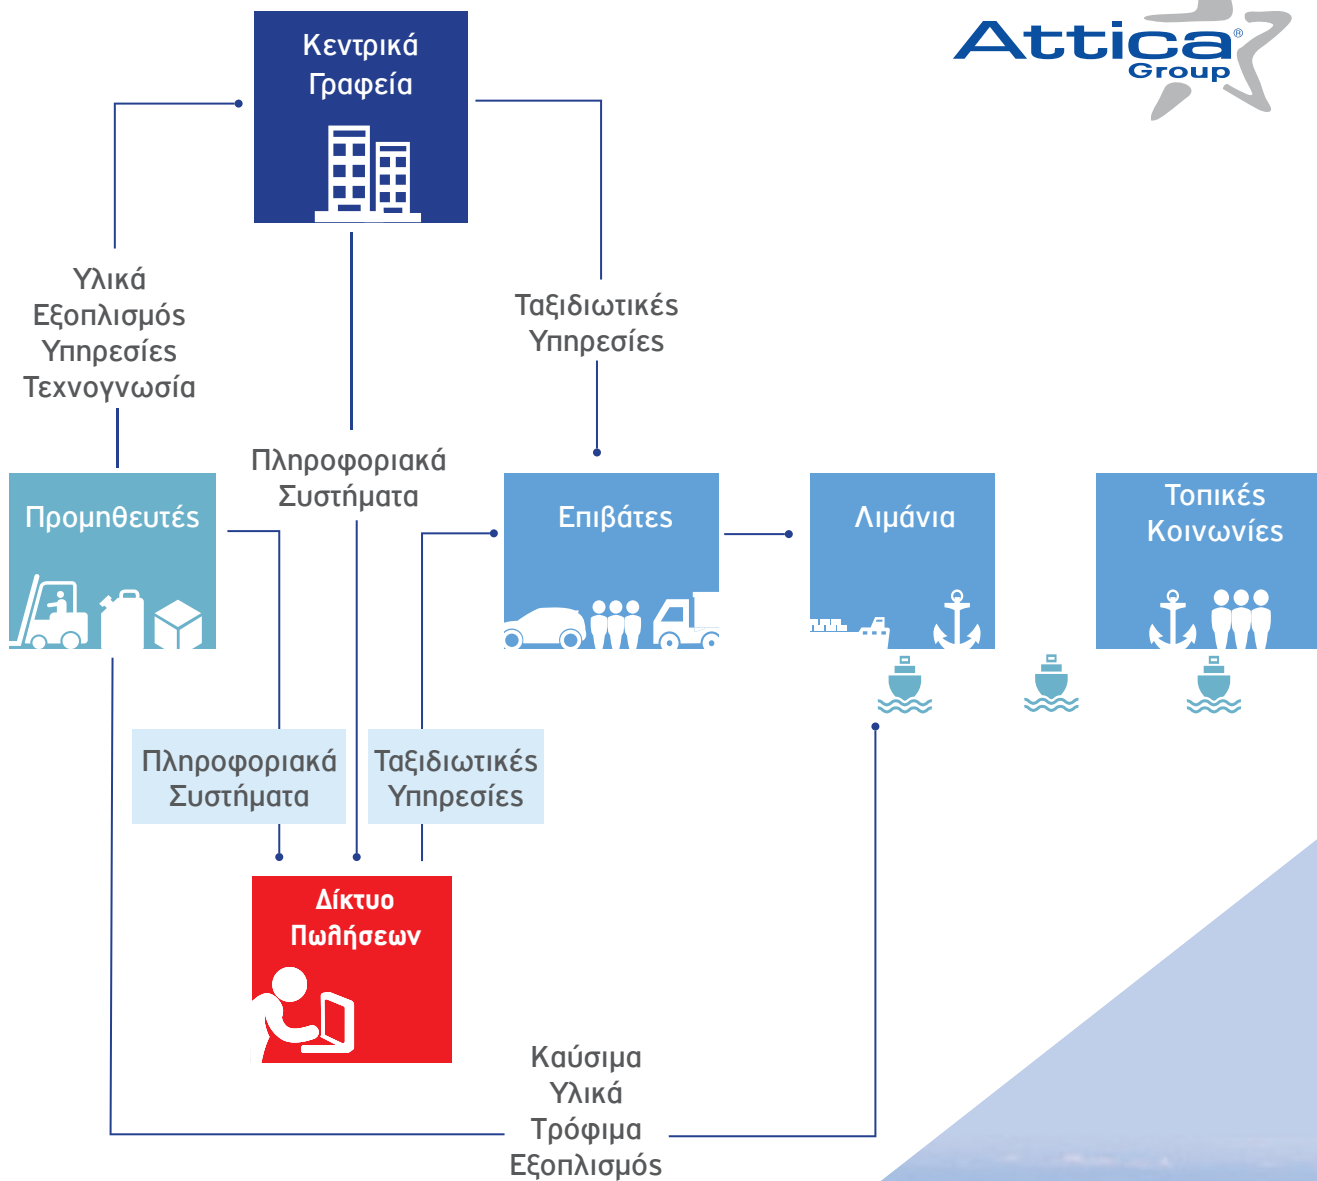 Κεντρικά
Γραφεία
Attica®
Group
Υλικά
Εξοπλισμός
Υπηρεσίες
Τεχνογνωσία
Ταξιδιωτικές
Υπηρεσίες
Πληροφοριακά
Συστήματα
Προμηθευτές
Επιβάτες
Λιμάνια
Τοπικές
Κοινωνίες
Πληροφοριακά
Συστήματα
Ταξιδιωτικές
Υπηρεσίες
Δίκτυο
Πωλήσεων
Καύσιμα
Υλικά
Τρόφιμα
Εξοπλισμός